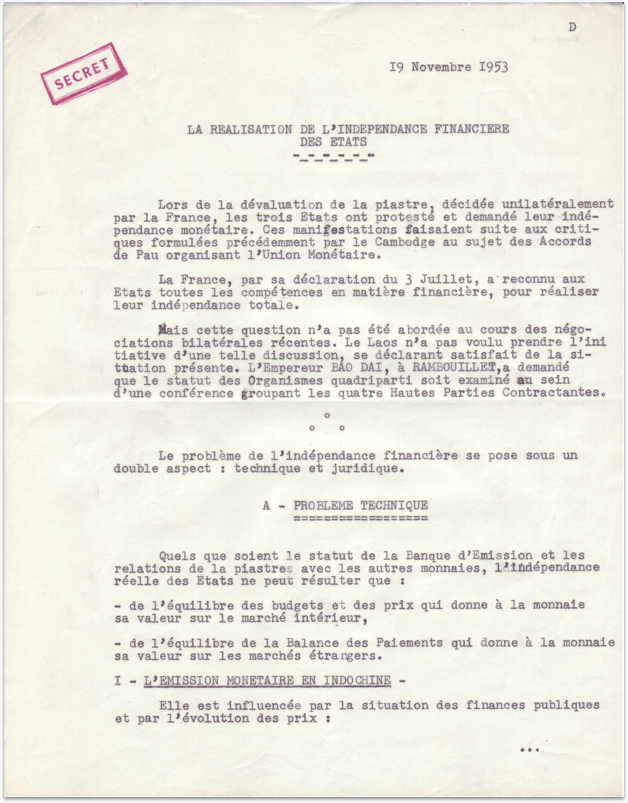 D
SECRET
19 Novembre 1953
LA REALISATION DE L'INDEPENDANCE FINANCIERE
DES ETATS
Lors de la dévaluation de la piastre, décidée unilatéralement
par la France, les trois Etats ont protesté et demandé leur indé-
pendance monétaire. Ces manifestations faisaient suite aux criti-
ques formulées précédemment par le Cambodge au sujet des Accords
de Pau organisant l'Union Monétaire.
La France, par sa déclaration du 3 Juillet, a reconnu aux
Etats toutes les compétences en matière financière, pour réaliser
leur indépendance totale.
Mais cette question n'a pas été abordée au cours des négo-
ciations bilatérales récentes. Le Laos n'a pas voulu prendre l'ini
tiative d'une telle discussion, se déclarant satisfait de la si-
tuation présente. L'Empereur BAO DAI, à RAMBOUILLET,a demandé
que le statut des Organismes quadriparti soit examiné au sein
d'une conférence groupant les quatre Hautes Parties Contractantes.
Le problème de l'indépendance financière se pose sous un
double aspect : technique et juridique.
A - PROBLEME TECHNIQUE
Quels que soient le statut de la Banque d'Emission et les
relations de la piastre avec les autres monnaies, l'indépendance
réelle des Etats ne peut résulter que :
- de l'équilibre des budgets et des prix qui donne à la monnaie
sa valeur sur le marché intérieur,
- de l'équilibre de la Balance des Paiements qui donne à la monnaie
sa valeur sur les marchés étrangers.
I - L'EMISSION MONETAIRE EN INDOCHINE -
Elle est influencée par la situation des finances publiques
et par l'évolution des prix :
...